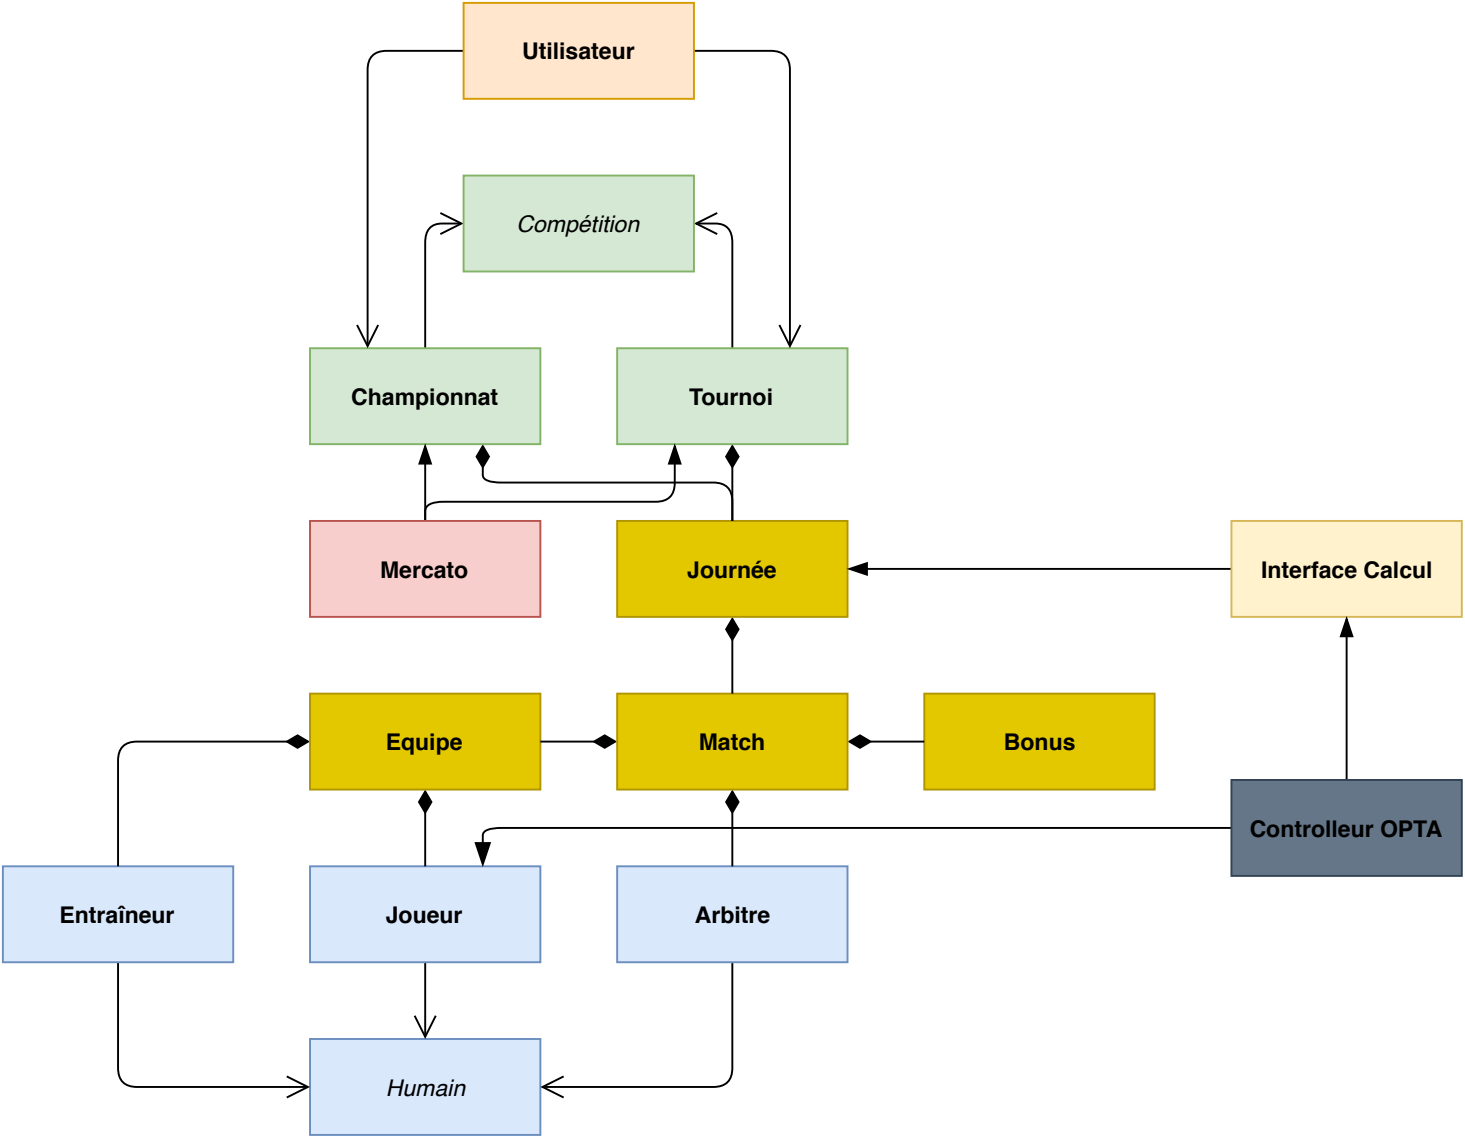 Utilisateur
Compétition
Championnat
Tournoi
Mercato
Journée
Interface Calcul
Equipe
Match
Bonus
Controlleur OPTA
Entraîneur
Joueur
Arbitre
Humain